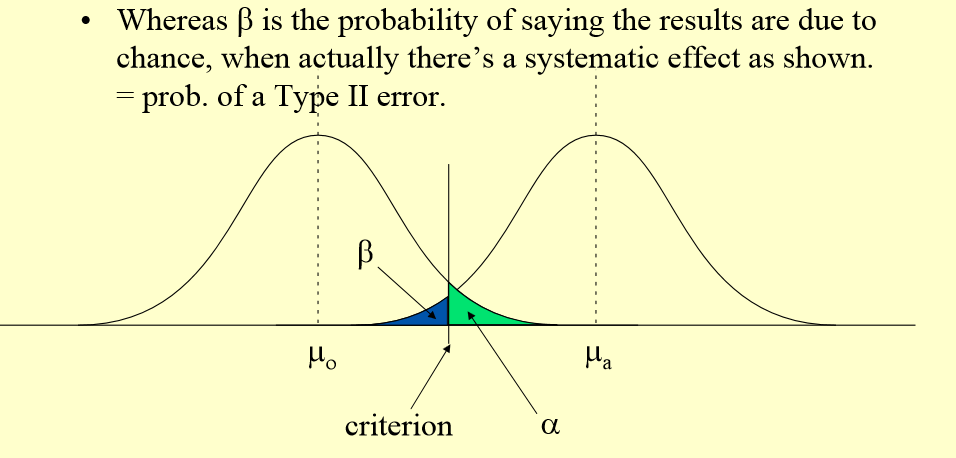 • Whereas β is the probability of saying the results are due to
chance, when actually there's a systematic effect as shown.
= prob. of a Type II error.
β
μo
μa
criterion
α